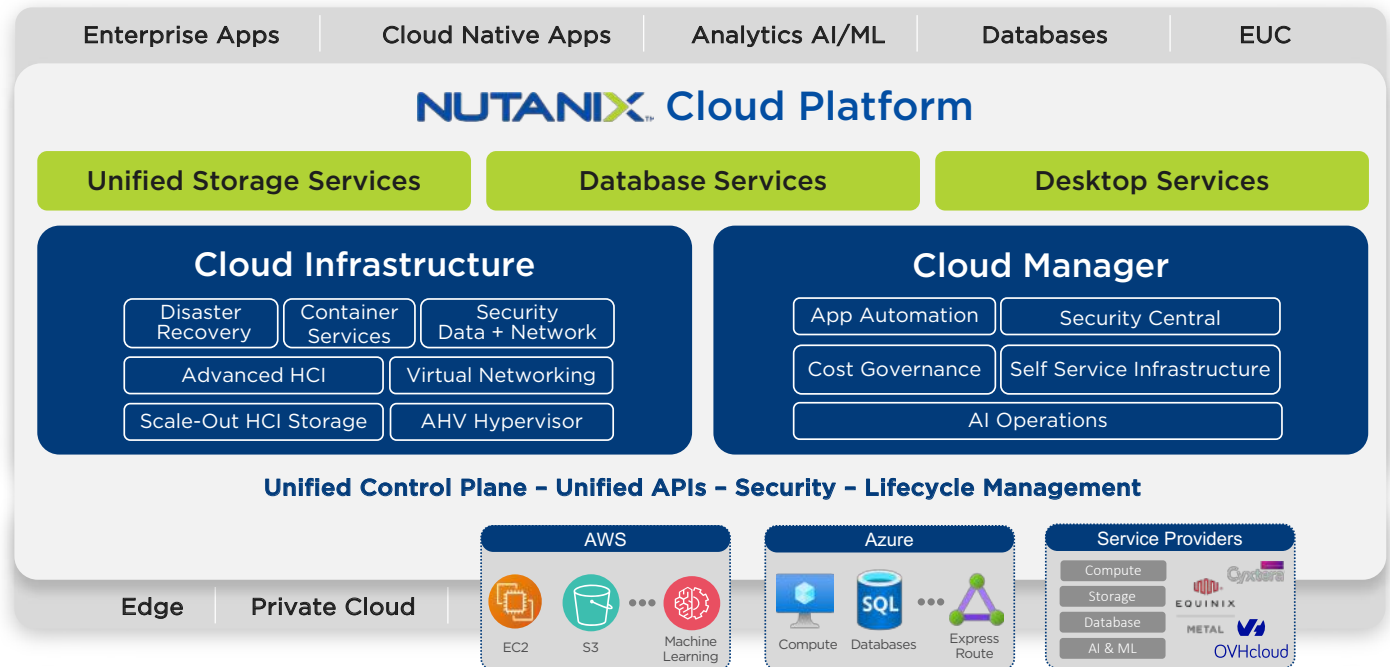 Enterprise Apps
Cloud Native Apps
Analytics AI/ML
Databases
EUC
NUTANIX™ Cloud Platform
Unified Storage Services
Database Services
Desktop Services
Cloud Infrastructure
Disaster
Recovery
Container
Services
Security
Data + Network
Advanced HCI
Virtual Networking
Scale-Out HCI Storage
AHV Hypervisor
Cloud Manager
App Automation
Security Central
Cost Governance
Self Service Infrastructure
AI Operations
Unified Control Plane – Unified APIs – Security – Lifecycle Management
Edge
Private Cloud
AWS
EC2
S3
Machine
Learning
Azure
SQL
Compute
Databases
Express
Route
Service Providers
Compute
Storage
Database
AI & ML
Cyxtera
EQUINIX
METAL
OVHcloud